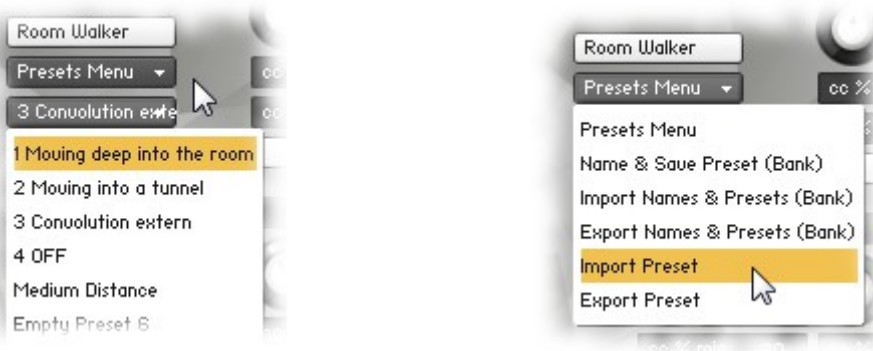 Room Walker
Presets Menu
3 Convolution exte
1 Moving deep into the room
2 Moving into a tunnel
3 Convolution extern
4 OFF
Medium Distance
Empty Preset 6
cc
cc
Room Walker
Presets Menu
cc %
Presets Menu
Name & Save Preset (Bank)
Import Names & Presets (Bank)
Export Names & Presets (Bank)
Import Preset
Export Preset